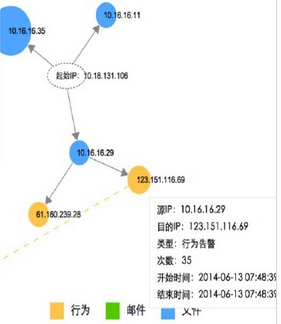 10.16.16.11
10.16.16.35
起始IP: 10.18.131.106
10.16.16.29
123.151.116.69
61.160.239.28
源IP: 10.16.16.29
目的IP: 123.151.116.69
类型: 行为告警
次数: 35
开始时间: 2014-06-13 07:48:39
结束时间: 2014-06-13 07:48:39
行为 邮件 文件